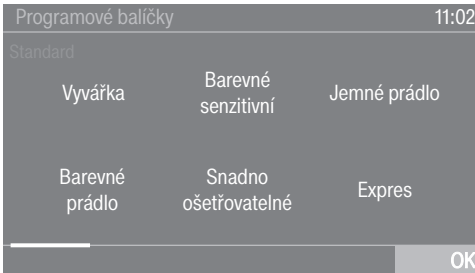 Programové balíčky 11:02
Standard
Vyvářka
Barevné
senzitivní
Jemné prádlo
Barevné
prádlo
Snadno
ošetřovatelné
Expres
OK